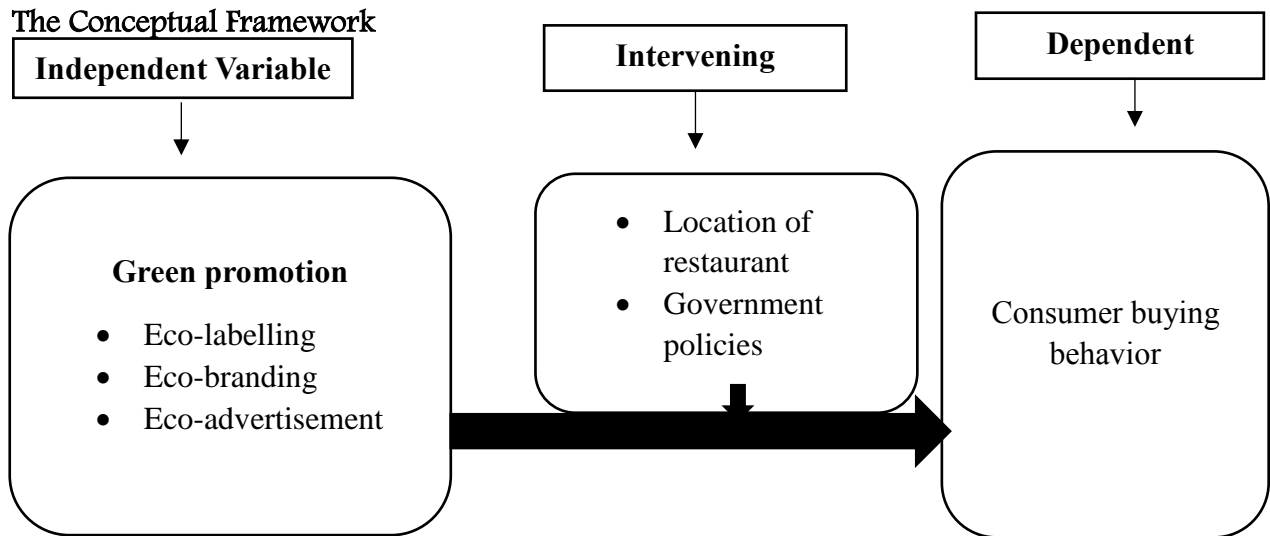 The Conceptual Framework
Independent Variable
Intervening
Dependent
Green promotion
• Eco-labelling
• Eco-branding
• Eco-advertisement
• Location of
restaurant
• Government
policies
Consumer buying
behavior